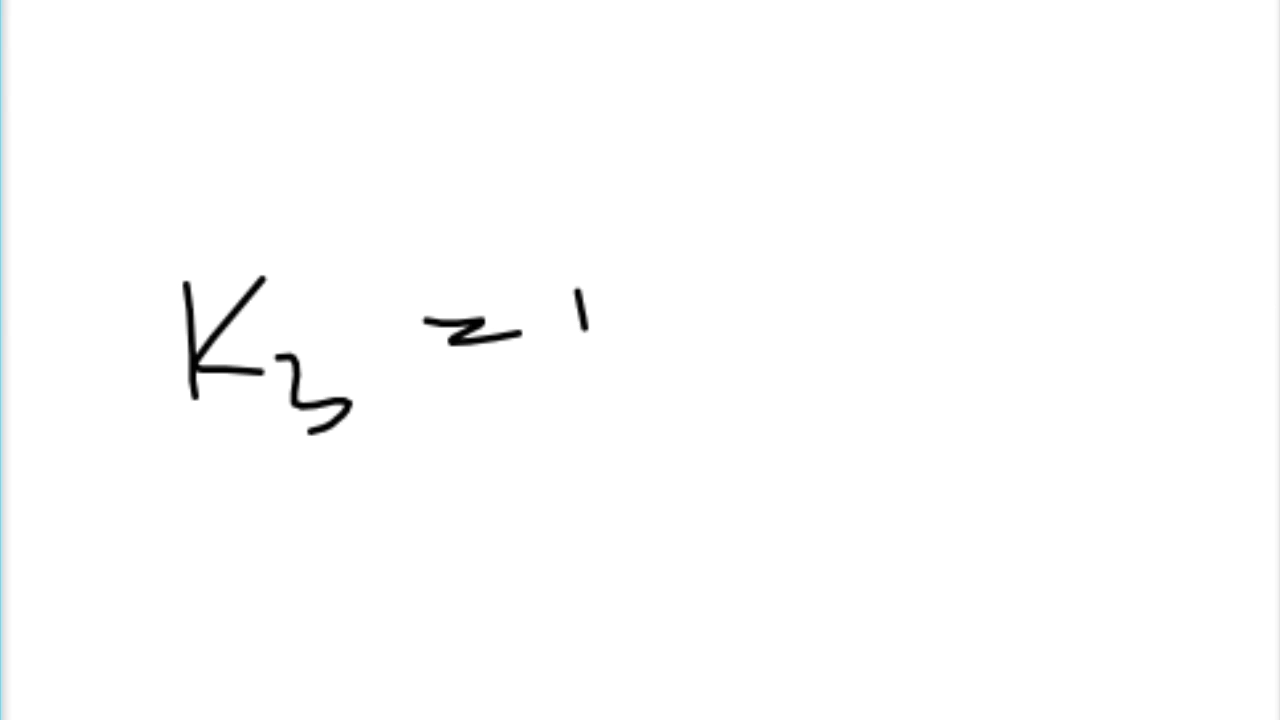 K₃ = 1